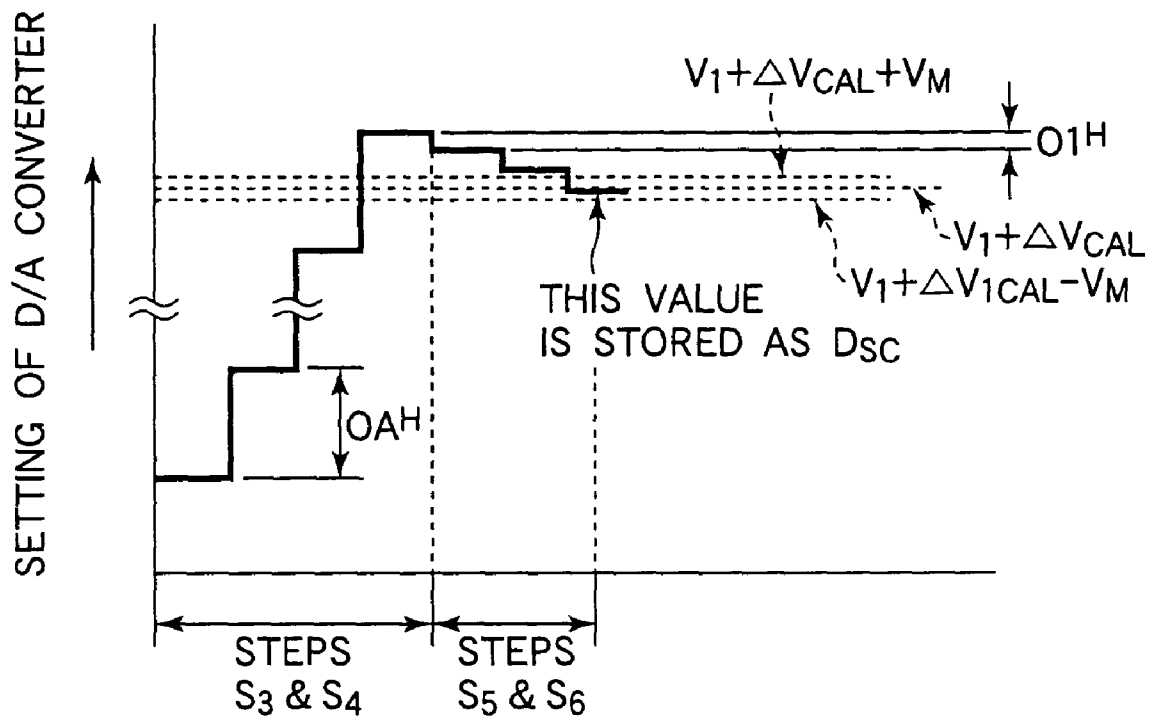 SETTING OF D/A CONVERTER
V1+△VCAL+VM
O1H
V1+△VCAL
V1+△V1CAL-VM
THIS VALUE
IS STORED AS DSC
OAH
STEPS
S3 & S4
STEPS
S5 & S6